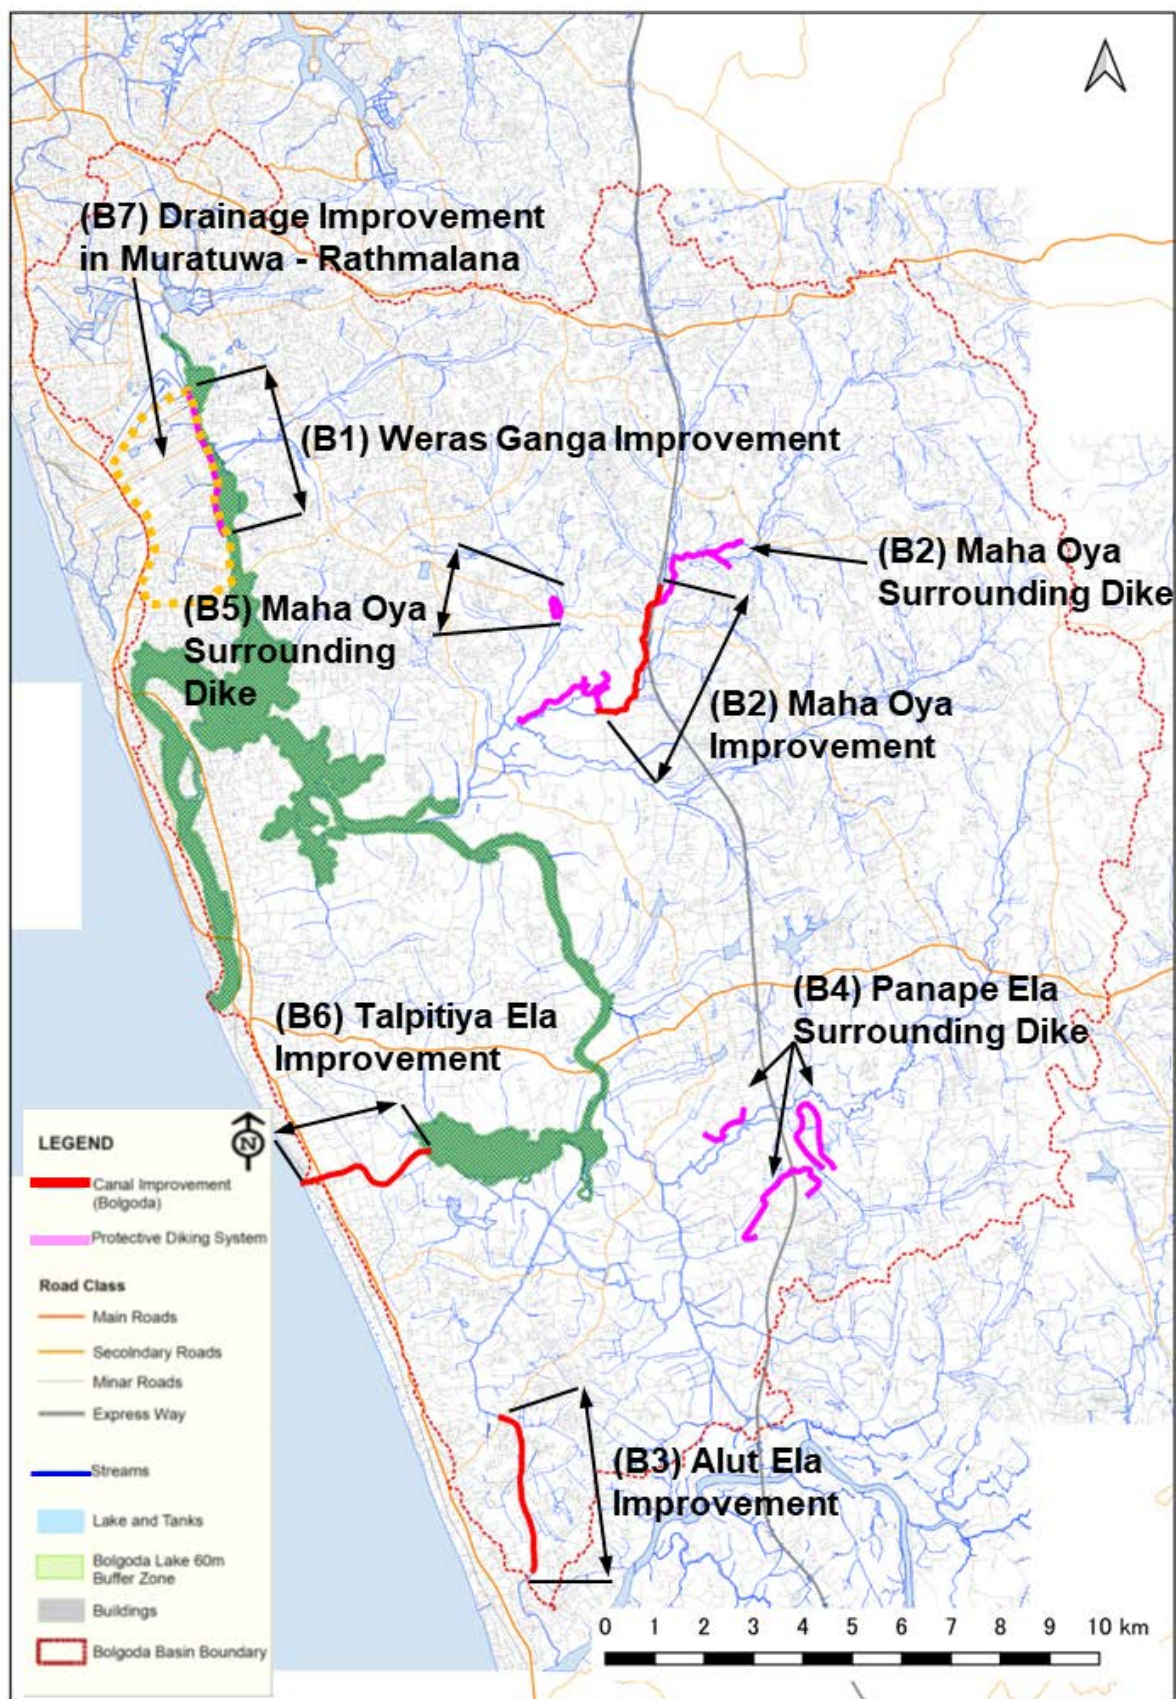 (B7) Drainage Improvement
in Muratuwa - Rathmalana
(B1) Weras Ganga Improvement
(B2) Maha Oya
Surrounding Dike
(B5) Maha Oya
Surrounding
Dike
(B2) Maha Oya
Improvement
(B4) Panape Ela
Surrounding Dike
(B6) Talpitiya Ela
Improvement
(B3) Alut Ela
Improvement
LEGEND
N
Canal Improvement
(Bolgoda)
Protective Diking System
Road Class
Main Roads
Secolndary Roads
Minar Roads
Express Way
Streams
Lake and Tanks
Bolgoda Lake 60m
Buffer Zone
Buildings
Bolgoda Basin Boundary
0 1 2 3 4 5 6 7 8 9 10 km